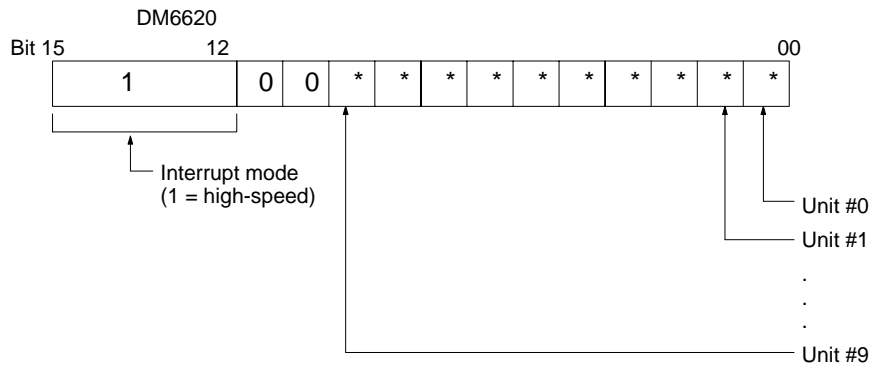 DM6620
Bit 15 12 00
1 0 0 * * * * * * * * * *
Interrupt mode
(1 = high-speed)
Unit #0
Unit #1
.
.
.
Unit #9